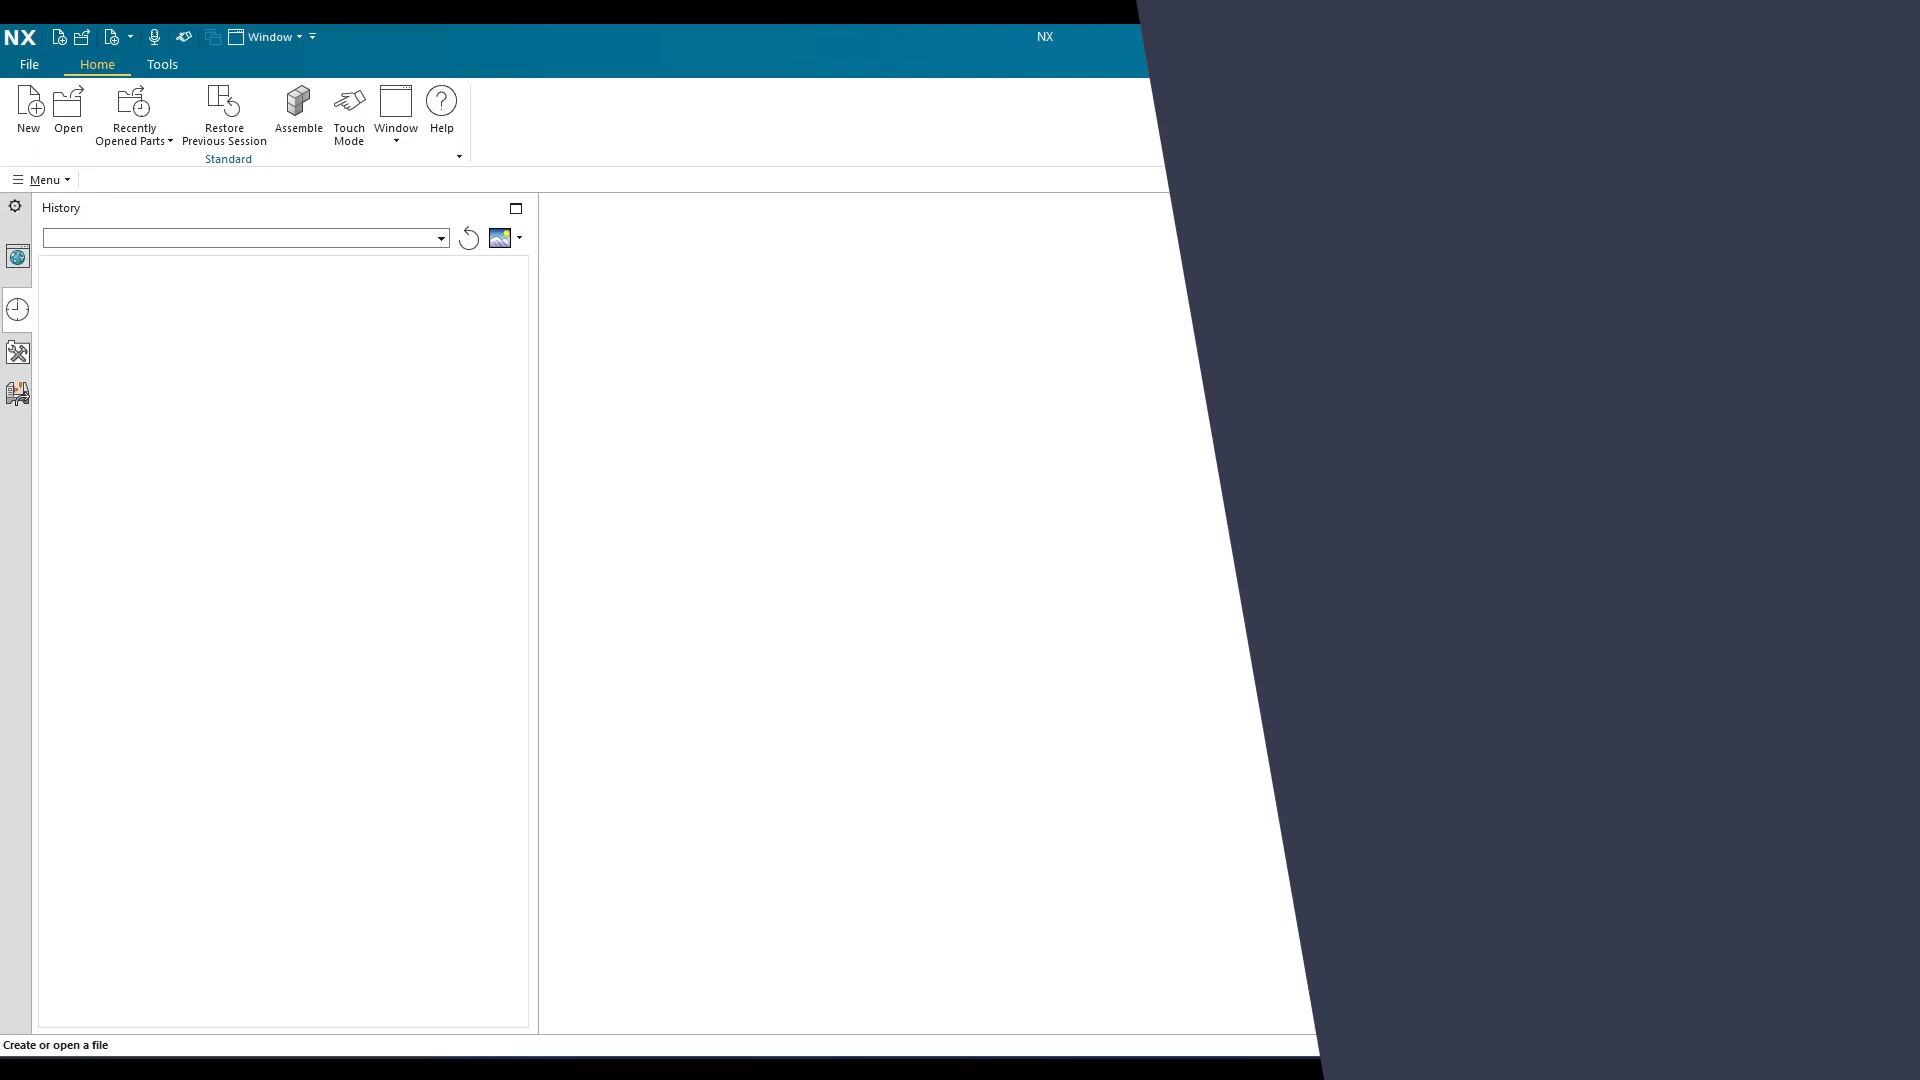 NX
Window
NX
File Home Tools
New Open Recently Opened Parts Restore Previous Session Assemble Touch Mode Window Help
Standard
Menu
History
Create or open a file